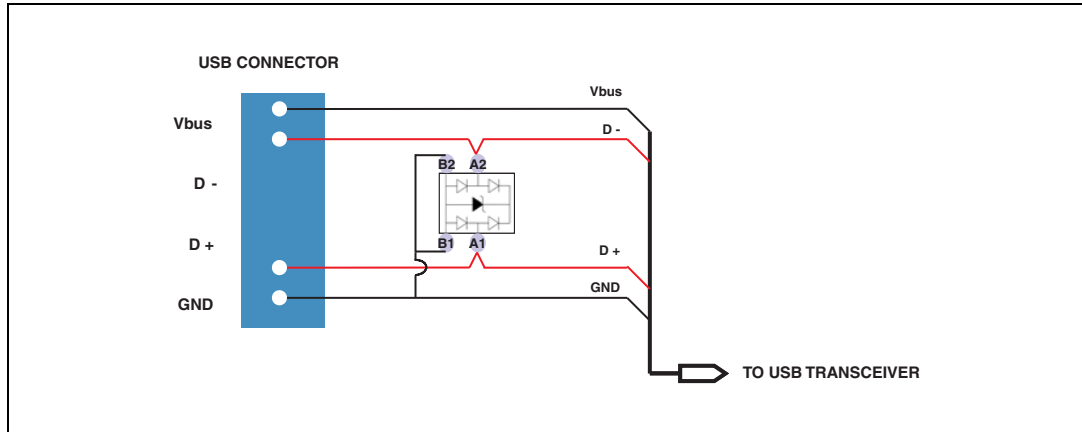 USB CONNECTOR
Vbus
Vbus
D -
B2 A2
D -
D +
B1 A1
D +
GND
GND
TO USB TRANSCEIVER